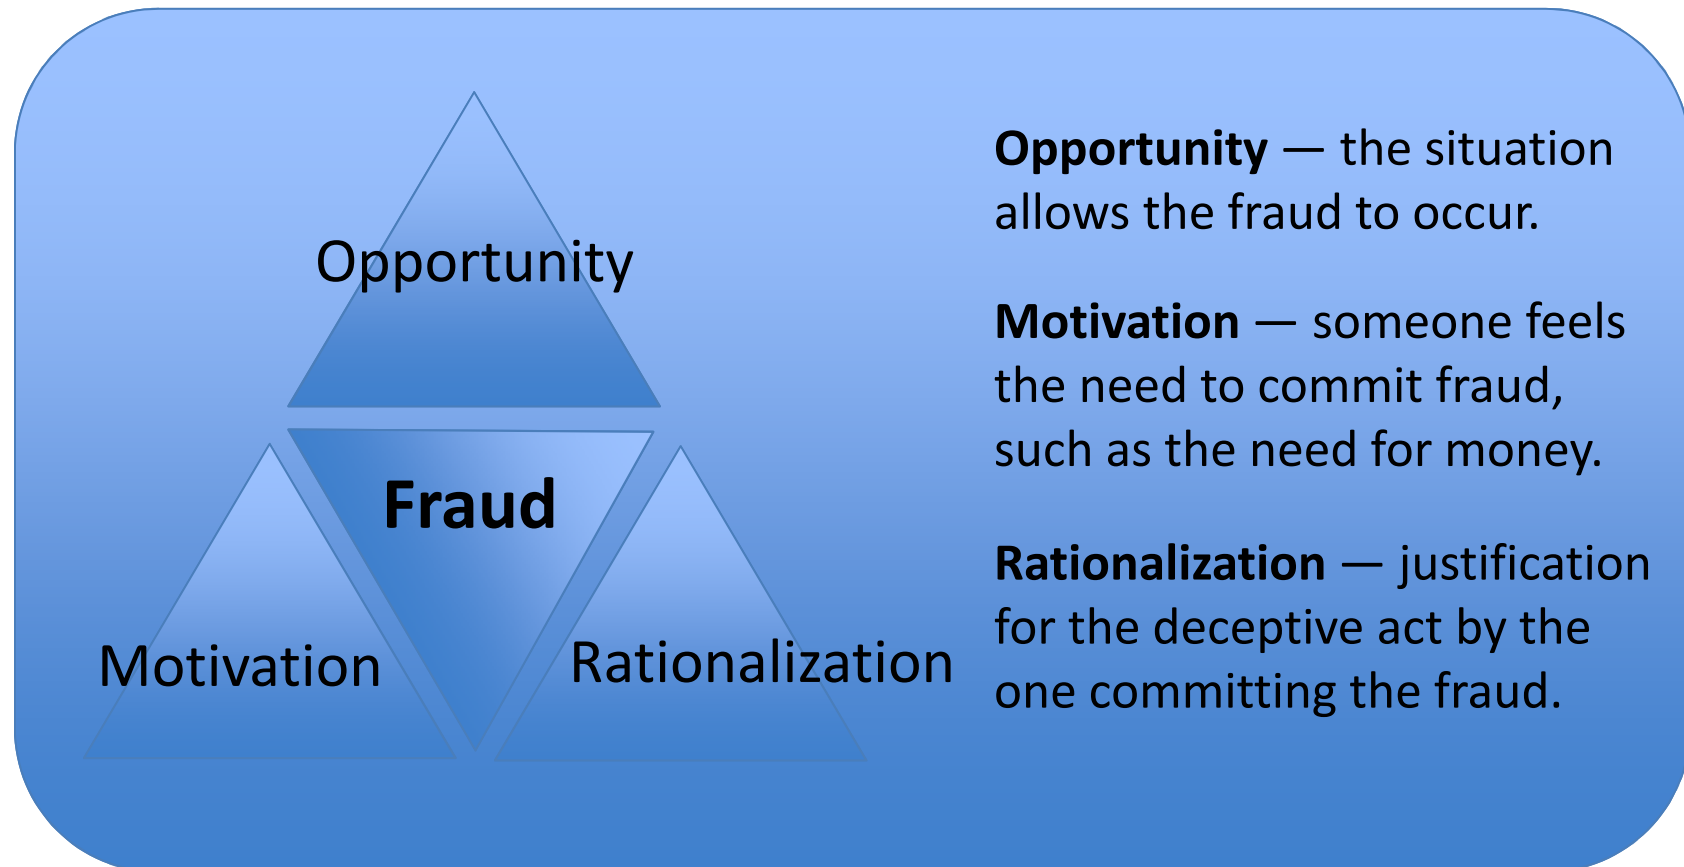 Opportunity
Fraud
Motivation
Rationalization
Opportunity — the situation
allows the fraud to occur.
Motivation — someone feels
the need to commit fraud,
such as the need for money.
Rationalization — justification
for the deceptive act by the
one committing the fraud.